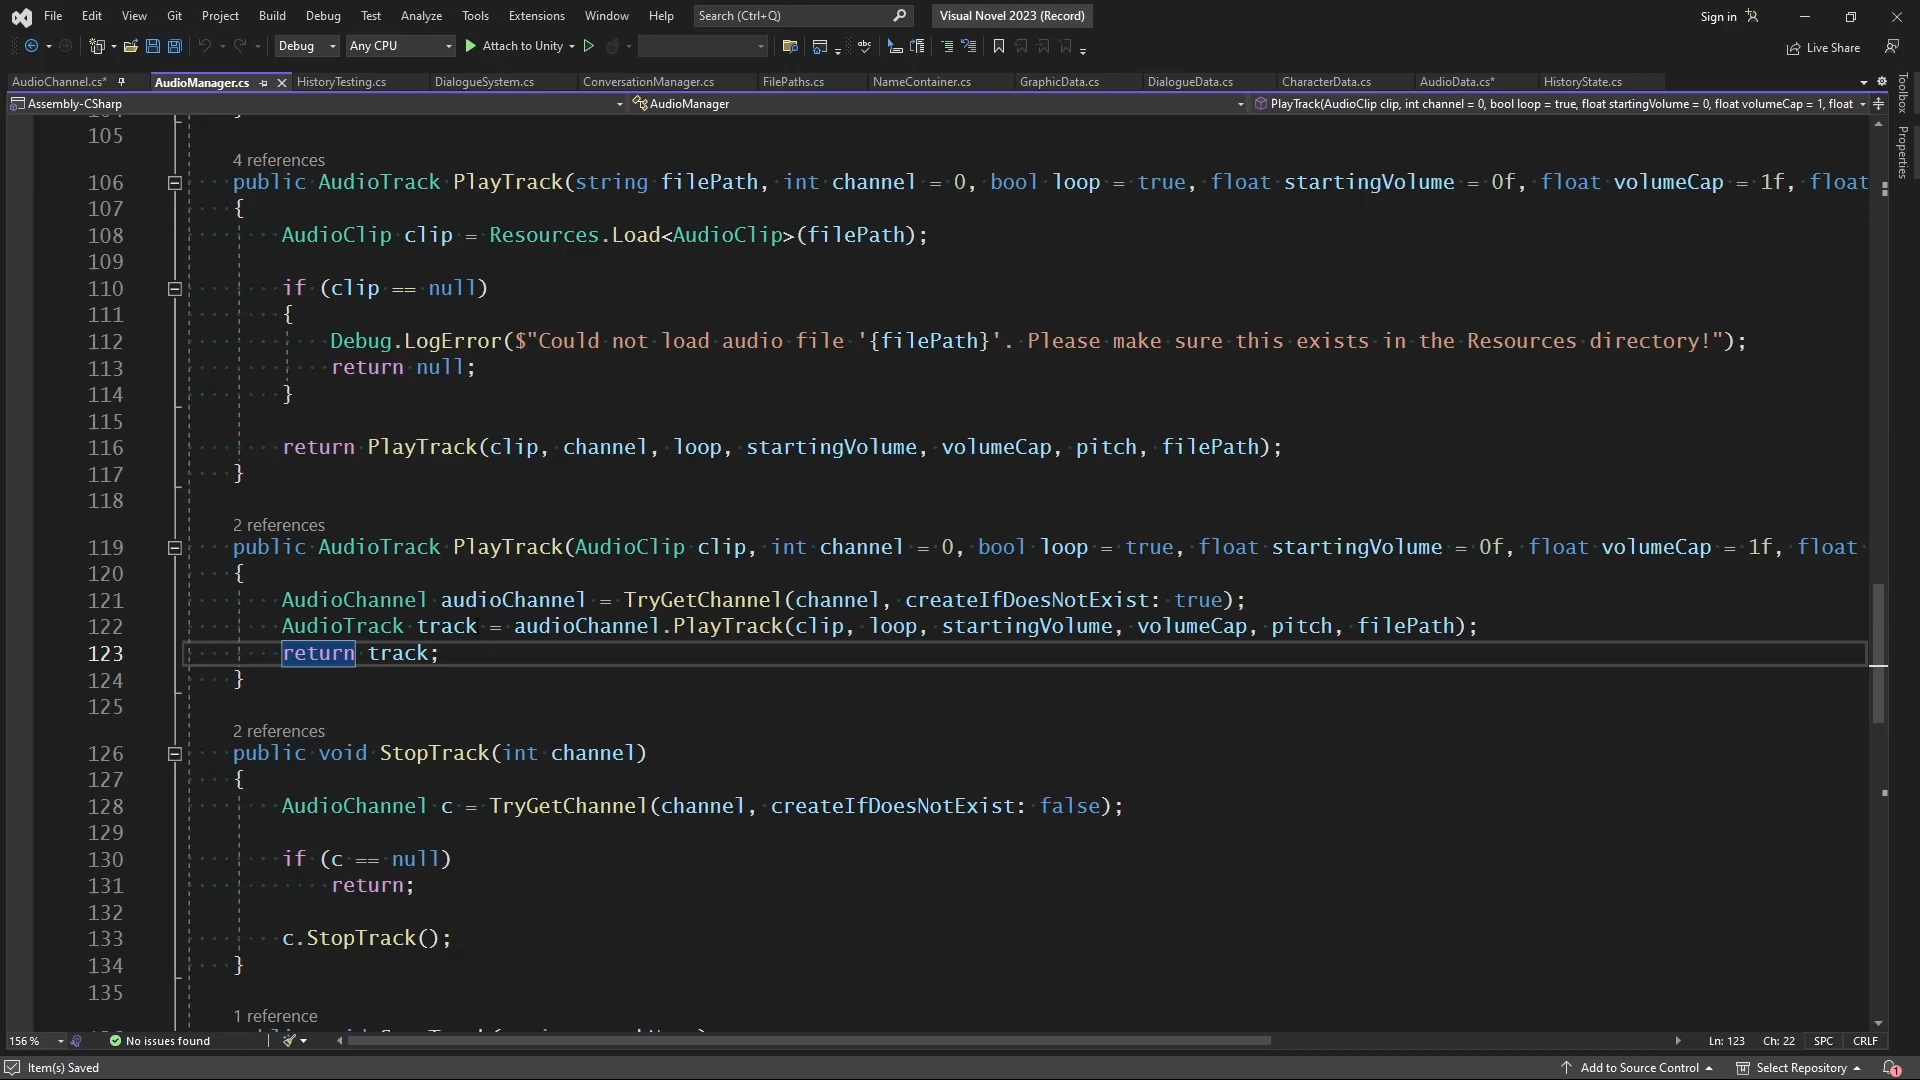 File Edit View Git Project Build Debug Test Analyze Tools Extensions Window Help Search (Ctrl+Q) Visual Novel 2023 (Record) Sign in
Debug Any CPU Attach to Unity Live Share
AudioChannel.cs* AudioManager.cs HistoryTesting.cs DialogueSystem.cs ConversationManager.cs FilePaths.cs NameContainer.cs GraphicData.cs DialogueData.cs CharacterData.cs AudioData.cs* HistoryState.cs
Assembly-CSharp AudioManager PlayTrack(AudioClip clip, int channel = 0, bool loop = true, float startingVolume = 0, float volumeCap = 1, float
Toolbox
Properties
105
4 references
106 public AudioTrack PlayTrack(string filePath, int channel = 0, bool loop = true, float startingVolume = 0f, float volumeCap = 1f, float
107 {
108 AudioClip clip = Resources.Load<AudioClip>(filePath);
109
110 if (clip == null)
111 {
112 Debug.LogError($"Could not load audio file '{filePath}'. Please make sure this exists in the Resources directory!");
113 return null;
114 }
115
116 return PlayTrack(clip, channel, loop, startingVolume, volumeCap, pitch, filePath);
117 }
118
2 references
119 public AudioTrack PlayTrack(AudioClip clip, int channel = 0, bool loop = true, float startingVolume = 0f, float volumeCap = 1f, float
120 {
121 AudioChannel audioChannel = TryGetChannel(channel, createIfDoesNotExist: true);
122 AudioTrack track = audioChannel.PlayTrack(clip, loop, startingVolume, volumeCap, pitch, filePath);
123 return track;
124 }
125
2 references
126 public void StopTrack(int channel)
127 {
128 AudioChannel c = TryGetChannel(channel, createIfDoesNotExist: false);
129
130 if (c == null)
131 return;
132
133 c.StopTrack();
134 }
135
1 reference
156 % No issues found Ln: 123 Ch: 22 SPC CRLF
Item(s) Saved Add to Source Control Select Repository 1